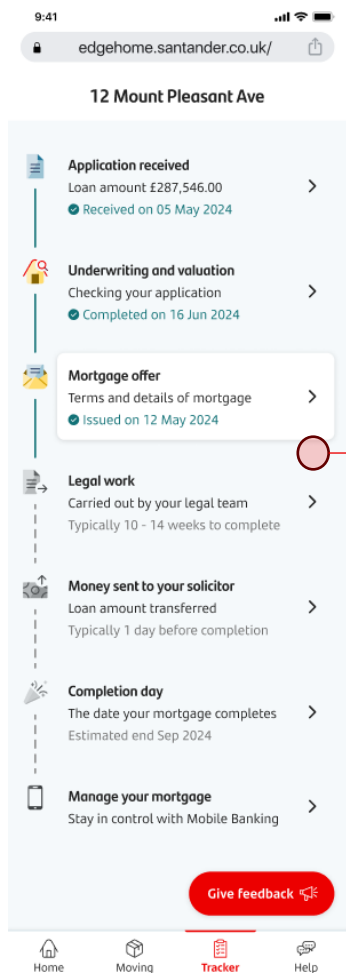 9:41
edgehome.santander.co.uk/
12 Mount Pleasant Ave
Application received
Loan amount £287,546.00
Received on 05 May 2024
Underwriting and valuation
Checking your application
Completed on 16 Jun 2024
Mortgage offer
Terms and details of mortgage
Issued on 12 May 2024
Legal work
Carried out by your legal team
Typically 10 - 14 weeks to complete
Money sent to your solicitor
Loan amount transferred
Typically 1 day before completion
Completion day
The date your mortgage completes
Estimated end Sep 2024
Manage your mortgage
Stay in control with Mobile Banking
Give feedback
Home Moving Tracker Help